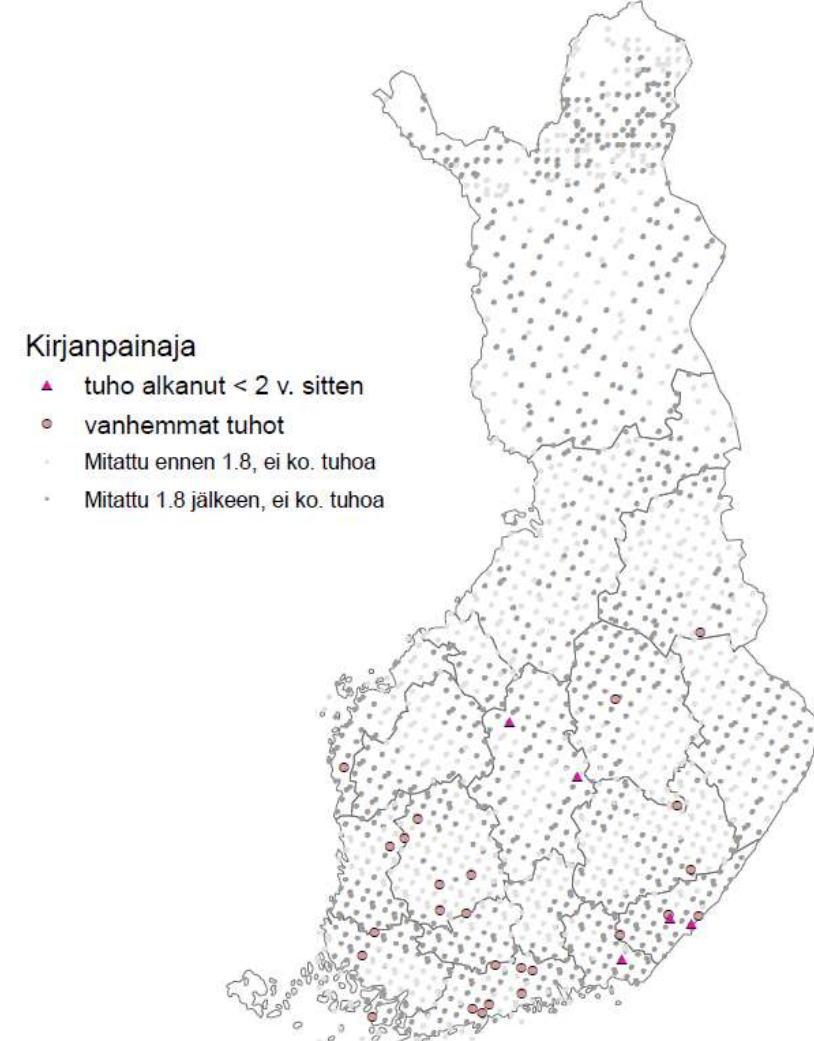 Kirjanpainaja
tuho alkanut < 2 v. sitten
vanhemmat tuhot
Mitattu ennen 1.8, ei ko. tuhoa
Mitattu 1.8 jälkeen, ei ko. tuhoa